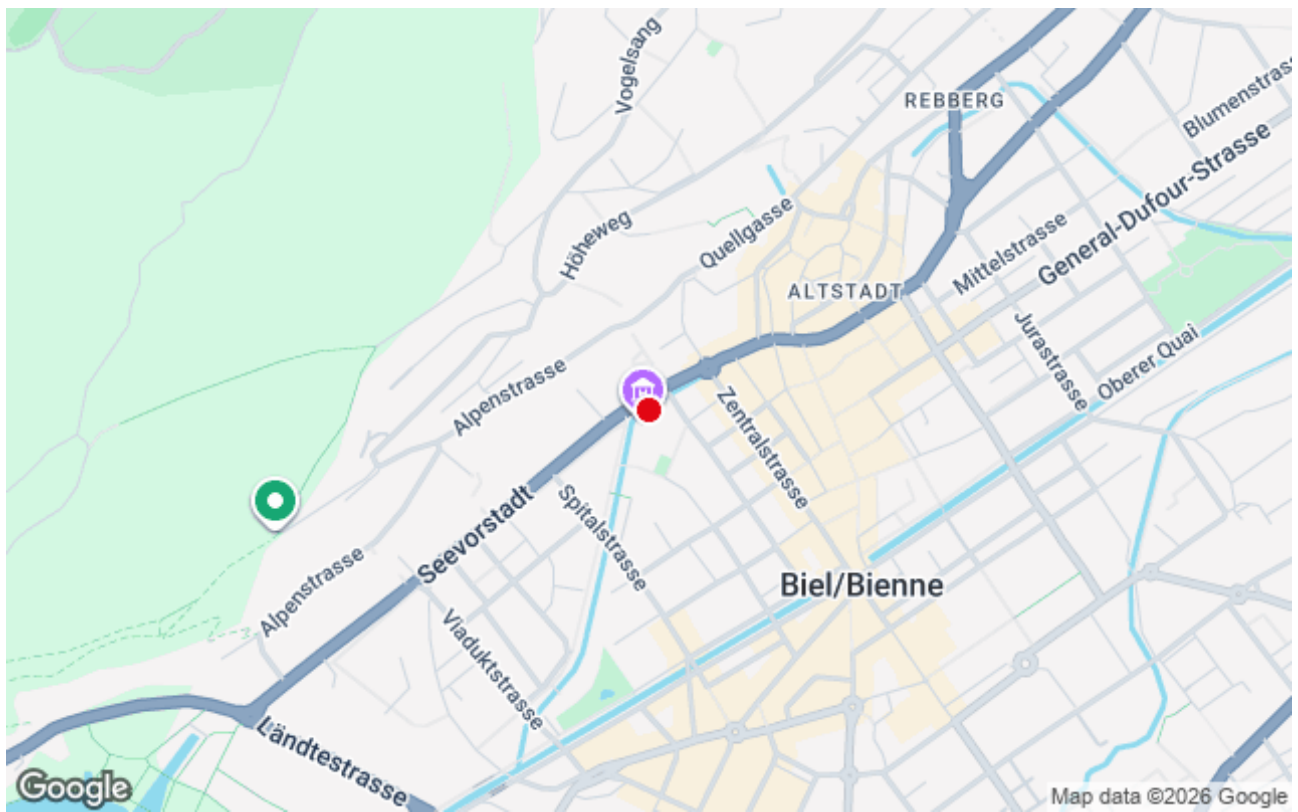 Vogelsang
REBBERG
Blumenstrasse
General-Dufour-Strasse
Höheweg
Quellgasse
Mittelstrasse
ALTSTADT
Jurastrasse
Oberer Quai
Alpenstrasse
Zentralstrasse
Seevorstadt
Spitalstrasse
Biel/Bienne
Alpenstrasse
Viaduktstrasse
Ländtestrasse
Google
Map data ©2026 Google